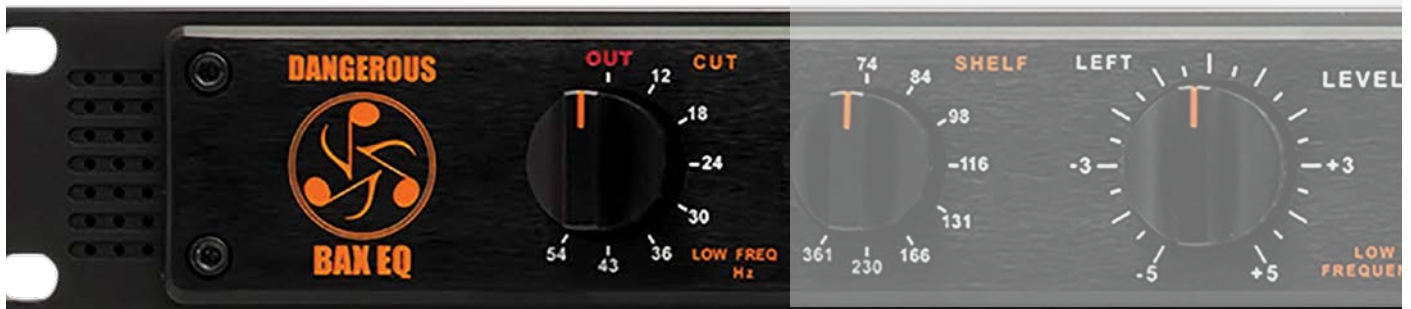 DANGEROUS
BAX EQ
OUT CUT
12
18
-24
30
36
43
54
LOW FREQ
Hz
74 SHELF
84
98
-116
131
166
230
361
LEFT LEVEL
-3 +3
-5 +5
LOW
FREQUEN